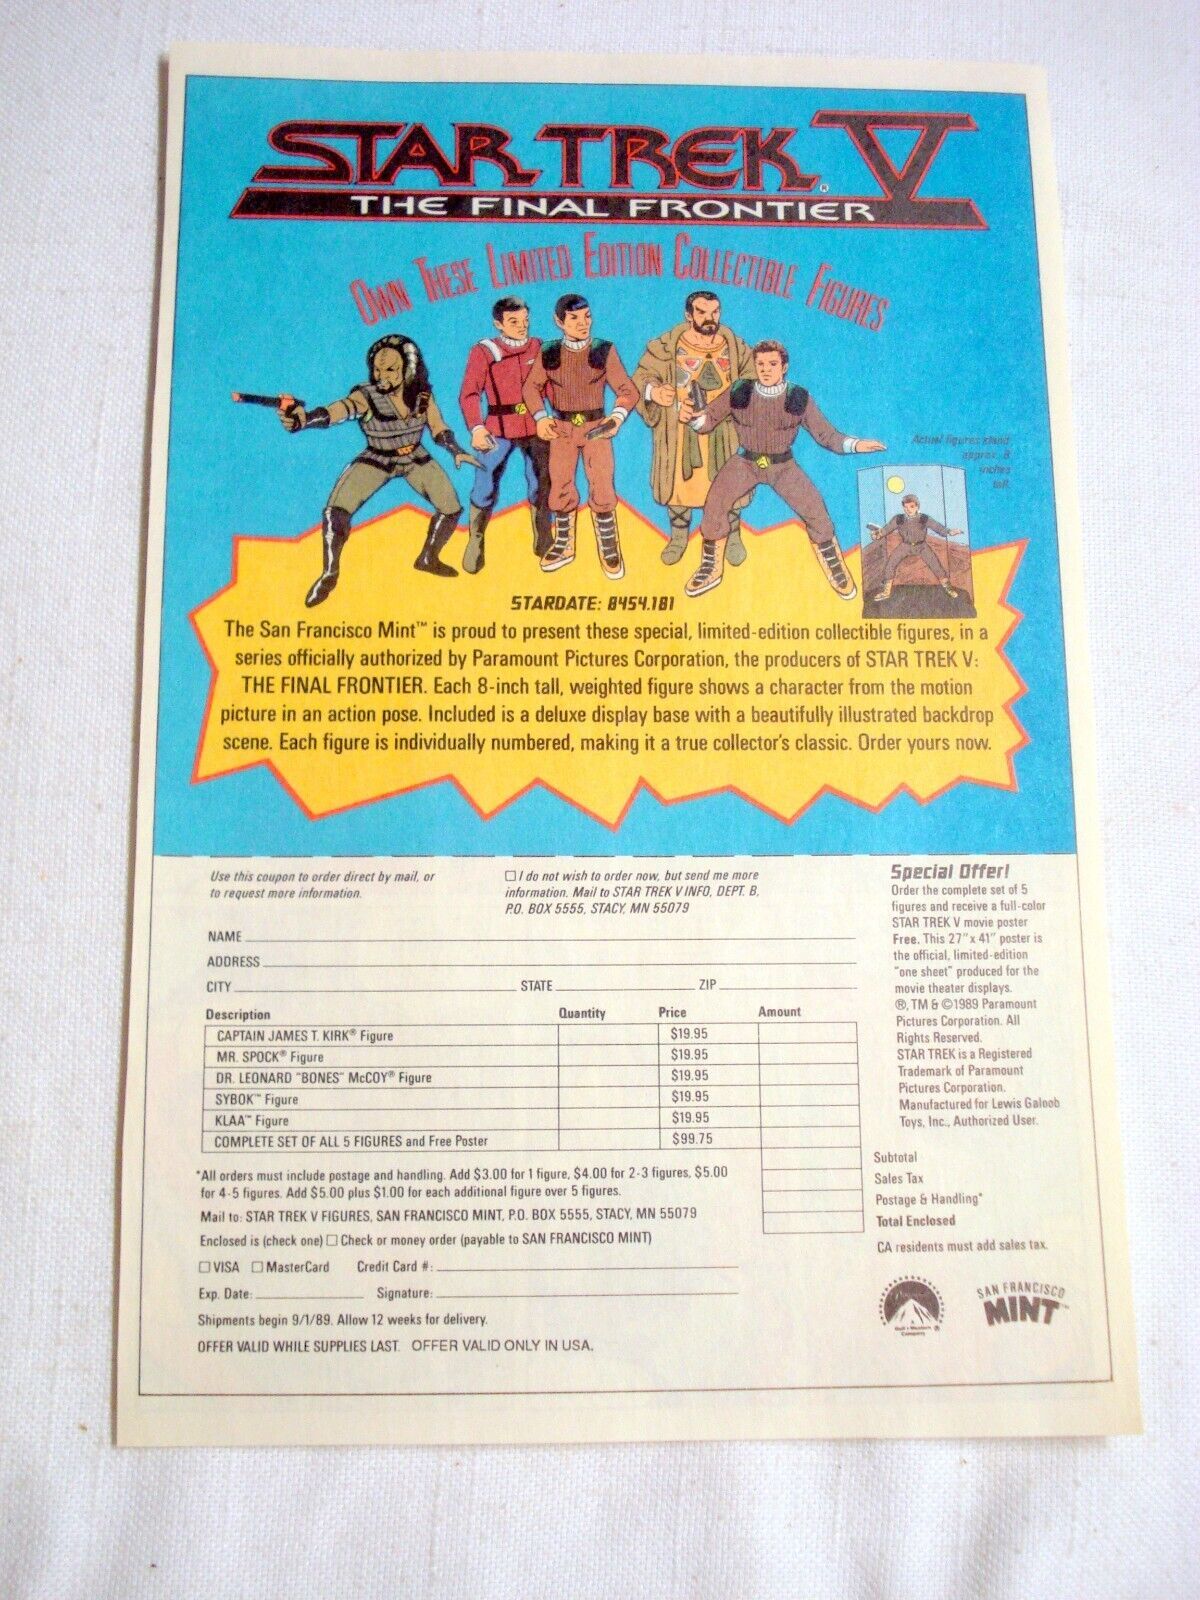 STAR TREK® V
THE FINAL FRONTIER
OWN THESE LIMITED EDITION COLLECTIBLE FIGURES
Actual figures stand
approx. 8
inches
tall.
STARDATE: 8454.181
The San Francisco Mint™ is proud to present these special, limited-edition collectible figures, in a
series officially authorized by Paramount Pictures Corporation, the producers of STAR TREK V:
THE FINAL FRONTIER. Each 8-inch tall, weighted figure shows a character from the motion
picture in an action pose. Included is a deluxe display base with a beautifully illustrated backdrop
scene. Each figure is individually numbered, making it a true collector's classic. Order yours now.
Use this coupon to order direct by mail, or
to request more information.
☐ I do not wish to order now, but send me more
information. Mail to STAR TREK V INFO, DEPT. B,
P.O. BOX 5555, STACY, MN 55079
NAME
ADDRESS
CITY STATE ZIP
Description Quantity Price Amount
CAPTAIN JAMES T. KIRK® Figure $19.95
MR. SPOCK® Figure $19.95
DR. LEONARD "BONES" McCOY® Figure $19.95
SYBOK™ Figure $19.95
KLAA™ Figure $19.95
COMPLETE SET OF ALL 5 FIGURES and Free Poster $99.75
Special Offer!
Order the complete set of 5
figures and receive a full-color
STAR TREK V movie poster
Free. This 27" x 41" poster is
the official, limited-edition
"one sheet" produced for the
movie theater displays.
®, TM & ©1989 Paramount
Pictures Corporation. All
Rights Reserved.
STAR TREK is a Registered
Trademark of Paramount
Pictures Corporation.
Manufactured for Lewis Galoob
Toys, Inc., Authorized User.
Subtotal
Sales Tax
Postage & Handling*
Total Enclosed
CA residents must add sales tax.
*All orders must include postage and handling. Add $3.00 for 1 figure, $4.00 for 2-3 figures, $5.00
for 4-5 figures. Add $5.00 plus $1.00 for each additional figure over 5 figures.
Mail to: STAR TREK V FIGURES, SAN FRANCISCO MINT, P.O. BOX 5555, STACY, MN 55079
Enclosed is (check one) ☐ Check or money order (payable to SAN FRANCISCO MINT)
☐ VISA ☐ MasterCard Credit Card #:
Exp. Date: Signature:
Shipments begin 9/1/89. Allow 12 weeks for delivery.
OFFER VALID WHILE SUPPLIES LAST. OFFER VALID ONLY IN USA.
Gulf + Western
Company ®
SAN FRANCISCO
MINT™